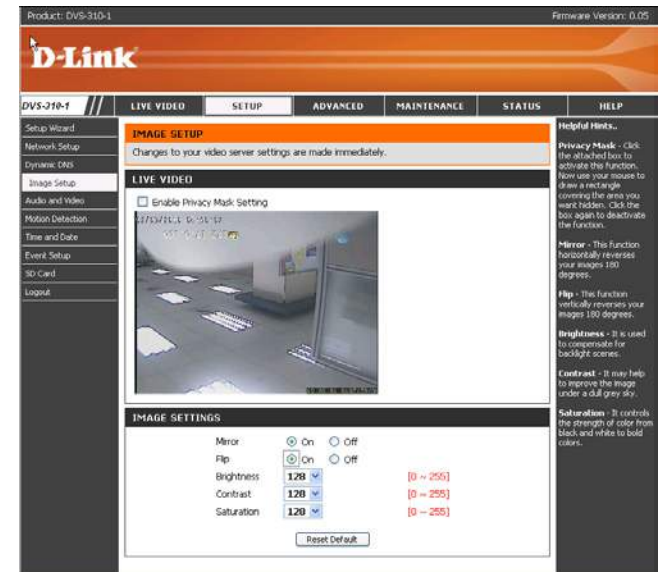 Product: DVS-310-1
Firmware Version: 0.05
D-Link
DVS-310-1
LIVE VIDEO
SETUP
ADVANCED
MAINTENANCE
STATUS
HELP
Setup Wizard
Network Setup
Dynamic DNS
Image Setup
Audio and Video
Motion Detection
Time and Date
Event Setup
SD Card
Logout
IMAGE SETUP
Changes to your video server settings are made immediately.
LIVE VIDEO
Enable Privacy Mask Setting
IMAGE SETTINGS
Mirror On Off
Flip On Off
Brightness 128 [0 ~ 255]
Contrast 128 [0 ~ 255]
Saturation 128 [0 ~ 255]
Reset Default
Helpful Hints..
Privacy Mask - Click
the attached box to
activate this function.
Now use your mouse to
draw a rectangle
covering the area you
want hidden. Click the
box again to deactivate
the function.
Mirror - This function
horizontally reverses
your images 180
degrees.
Flip - This function
vertically reverses your
images 180 degrees.
Brightness - It is used
to compensate for
backlight scenes.
Contrast - It may help
to improve the image
under a dull grey sky.
Saturation - It controls
the strength of color from
black and white to bold
colors.